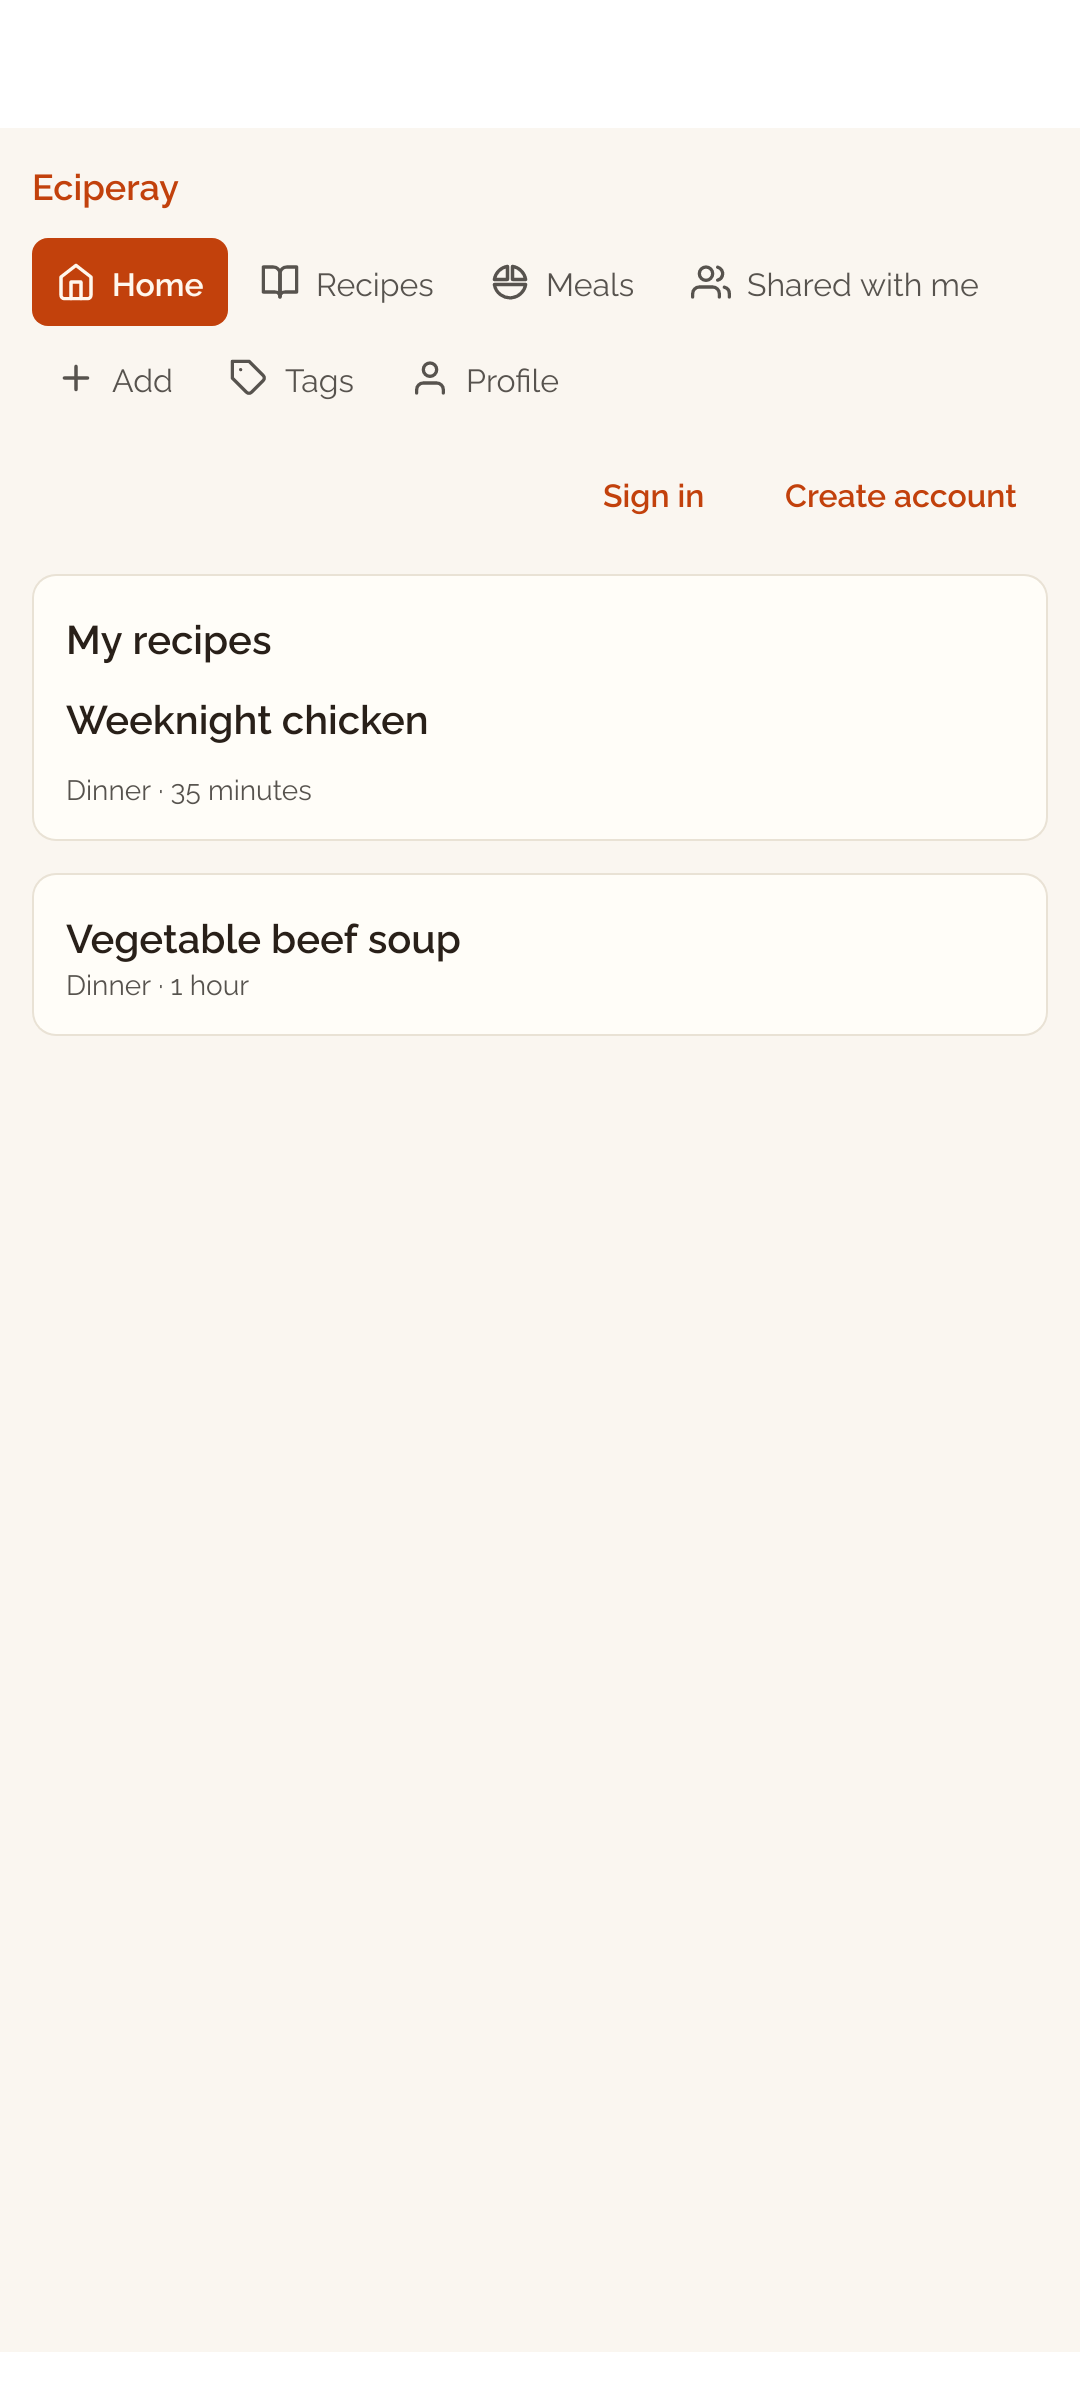 Eciperay
Home Recipes Meals Shared with me
Add Tags Profile
Sign in Create account
My recipes
Weeknight chicken
Dinner · 35 minutes
Vegetable beef soup
Dinner · 1 hour